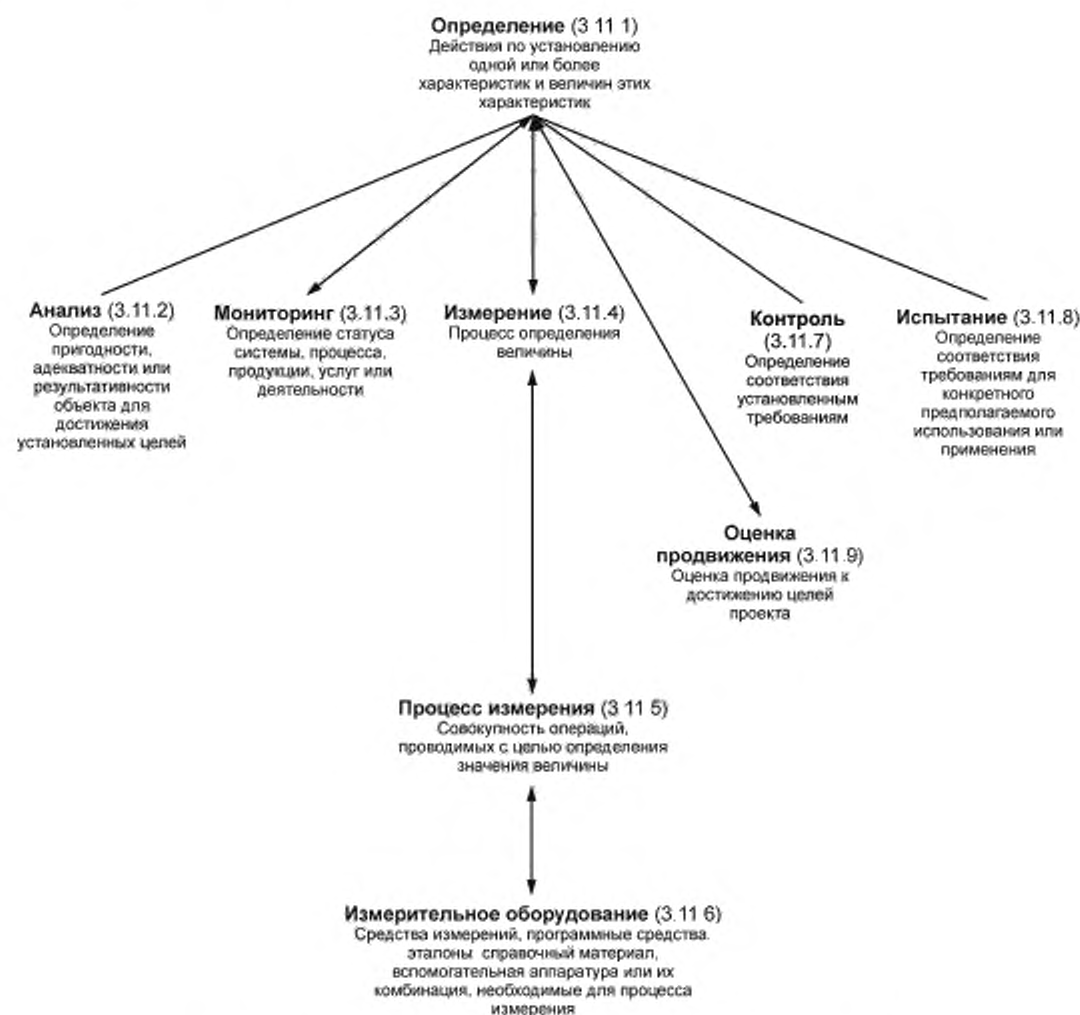 Определение (3 11 1)
Действия по установлению
одной или более
характеристик и величин этих
характеристик
Анализ (3.11.2)
Определение
пригодности,
адекватности или
результативности
объекта для
достижения
установленных целей
Мониторинг (3.11.3)
Определение статуса
системы, процесса,
продукции, услуг или
деятельности
Измерение (3.11.4)
Процесс определения
величины
Контроль
(3.11.7)
Определение
соответствия
установленным
требованиям
Испытание (3.11.8)
Определение
соответствия
требованиям для
конкретного
предполагаемого
использования или
применения
Оценка
продвижения (3.11.9)
Оценка продвижения к
достижению целей
проекта
Процесс измерения (3 11 5)
Совокупность операций,
проводимых с целью определения
значения величины
Измерительное оборудование (3.11 6)
Средства измерений, программные средства.
эталоны справочный материал,
вспомогательная аппаратура или их
комбинация, необходимые для процесса
измерения